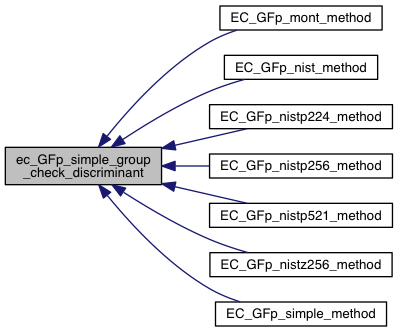 EC_GFp_mont_method
EC_GFp_nist_method
EC_GFp_nistp224_method
ec_GFp_simple_group
_check_discriminant
EC_GFp_nistp256_method
EC_GFp_nistp521_method
EC_GFp_nistz256_method
EC_GFp_simple_method